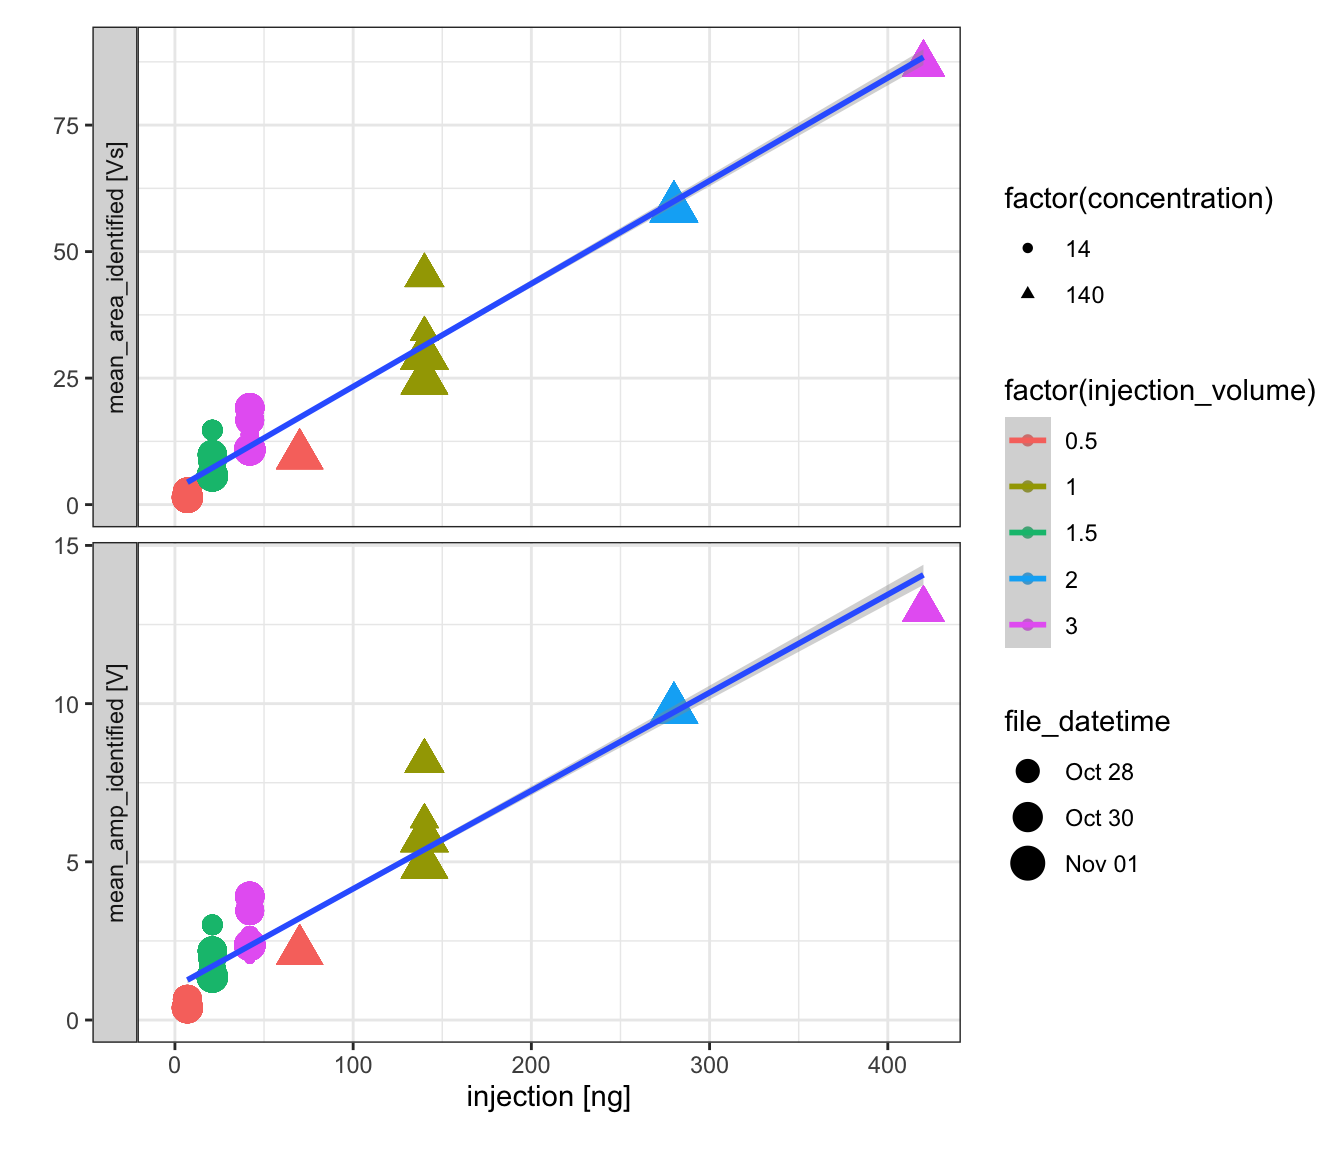 mean_area_identified [Vs]
75
50
25
0
mean_amp_identified [V]
15
10
5
0
0 100 200 300 400
injection [ng]
factor(concentration)
14
140
factor(injection_volume)
0.5
1
1.5
2
3
file_datetime
Oct 28
Oct 30
Nov 01